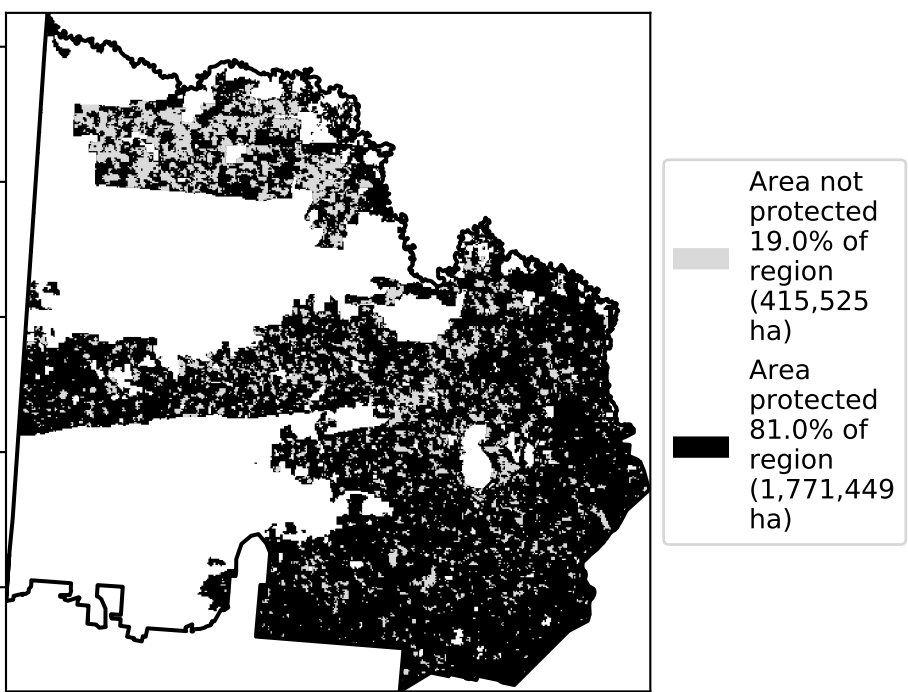 Area not
protected
19.0% of
region
(415,525
ha)
Area
protected
81.0% of
region
(1,771,449
ha)